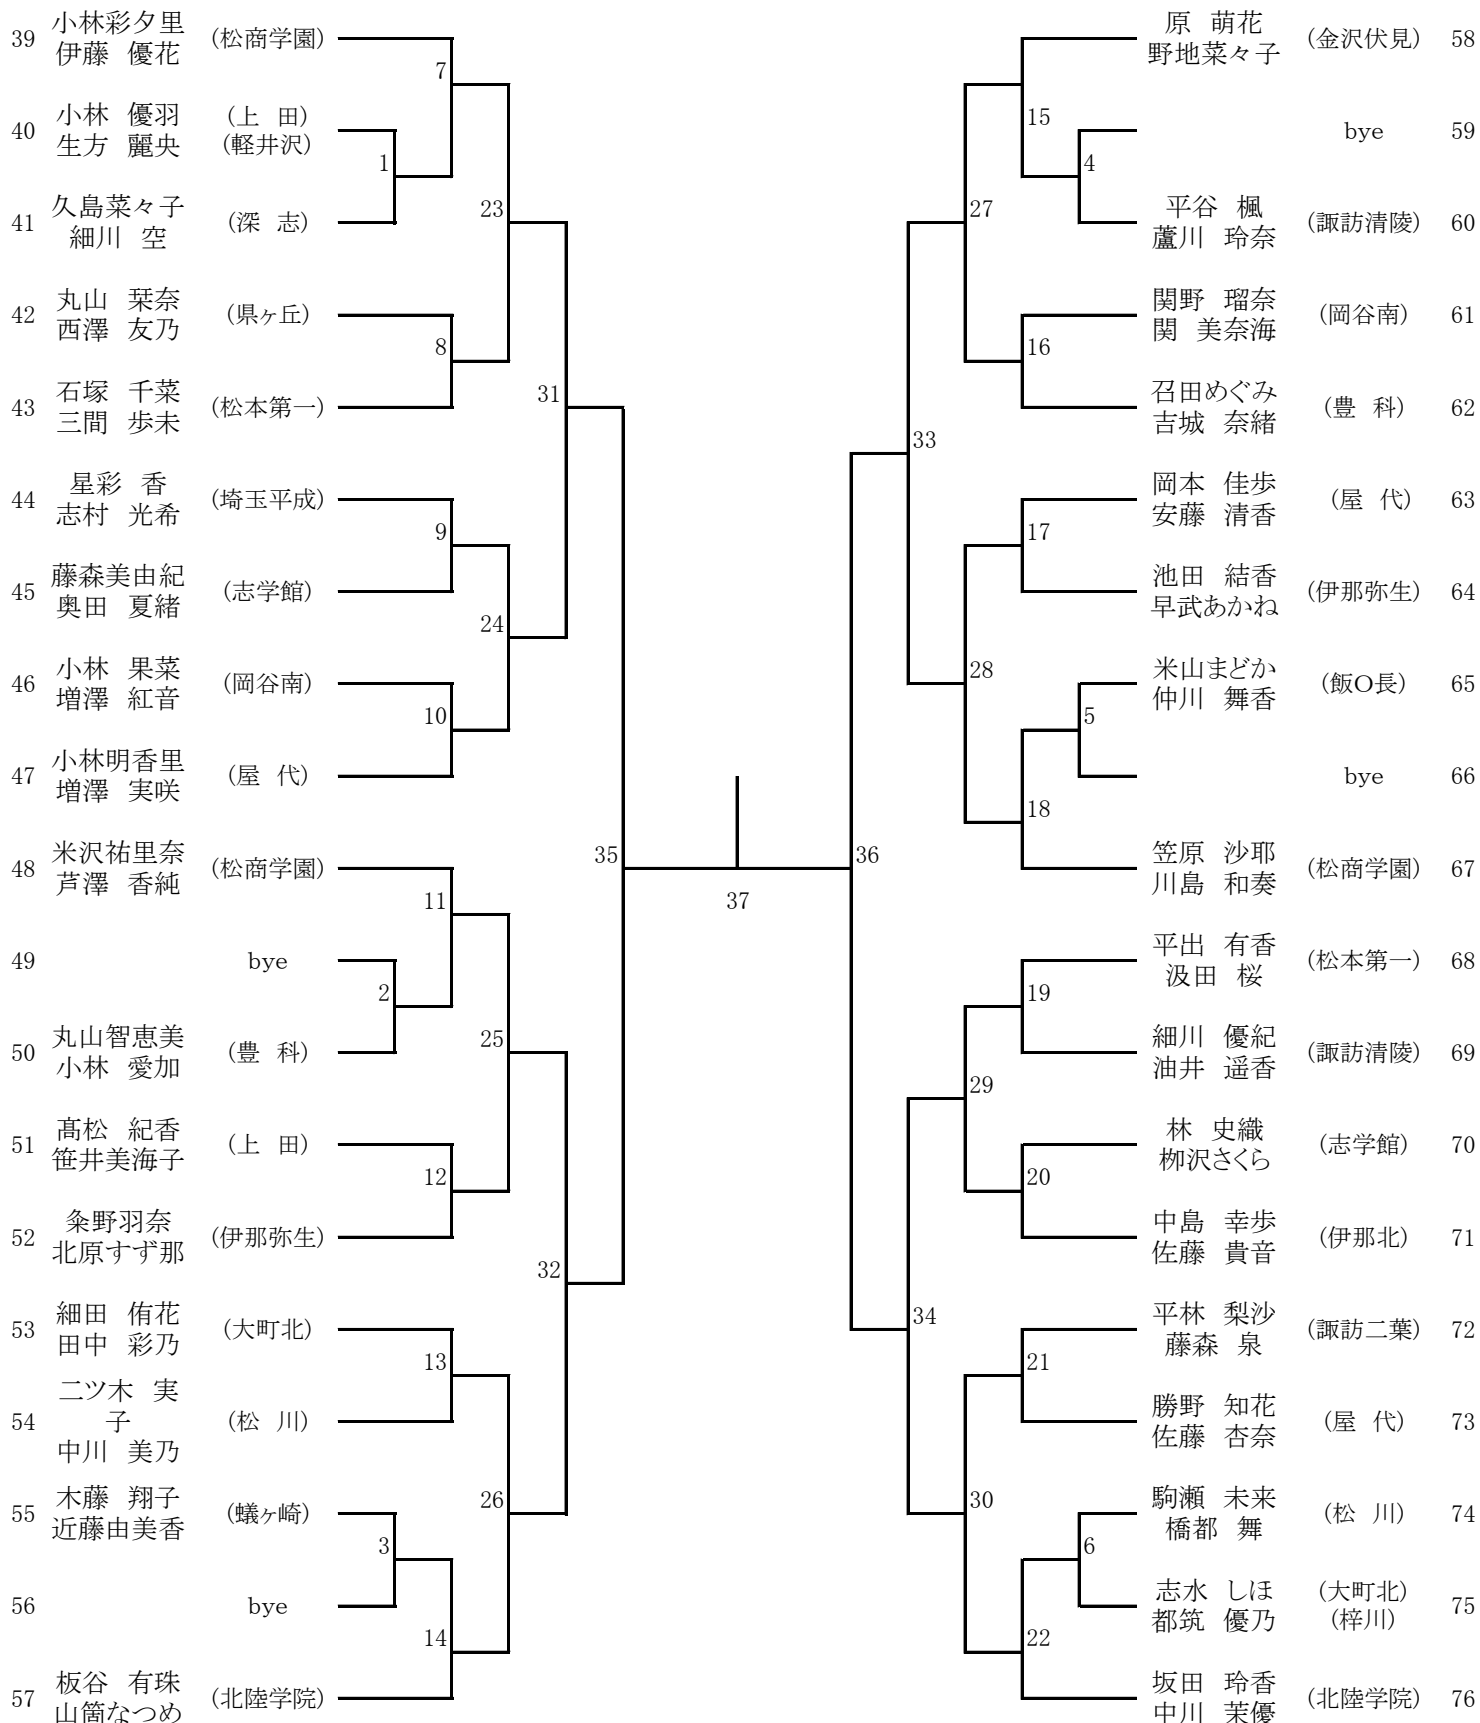 39 小林彩夕里 (松商学園)
伊藤 優花
7
40 小林 優羽 (上 田)
生方 麗央 (軽井沢)
1
41 久島菜々子 (深 志)
細川 空
23
42 丸山 栞奈 (県ヶ丘)
西澤 友乃
8
43 石塚 千菜 (松本第一)
三間 歩未
31
44 星彩 香 (埼玉平成)
志村 光希
9
45 藤森美由紀 (志学館)
奥田 夏緒
24
46 小林 果菜 (岡谷南)
増澤 紅音
10
47 小林明香里 (屋 代)
増澤 実咲
35
48 米沢祐里奈 (松商学園)
芦澤 香純
11
49 bye
2
50 丸山智恵美 (豊 科)
小林 愛加
25
51 髙松 紀香 (上 田)
笹井美海子
12
52 粂野羽奈 (伊那弥生)
北原すず那
32
53 細田 侑花 (大町北)
田中 彩乃
13
54 二ツ木 実
子 (松 川)
中川 美乃
26
55 木藤 翔子 (蟻ヶ崎)
近藤由美香
3
56 bye
14
57 板谷 有珠 (北陸学院)
山箇なつめ
37
原 萌花 (金沢伏見) 58
野地菜々子
15
bye 59
4
平谷 楓 (諏訪清陵) 60
蘆川 玲奈
27
関野 瑠奈 (岡谷南) 61
関 美奈海
16
召田めぐみ (豊 科) 62
吉城 奈緒
33
岡本 佳歩 (屋 代) 63
安藤 清香
17
池田 結香 (伊那弥生) 64
早武あかね
28
米山まどか (飯O長) 65
仲川 舞香
5
bye 66
18
笠原 沙耶 (松商学園) 67
川島 和奏
36
平出 有香 (松本第一) 68
汲田 桜
19
細川 優紀 (諏訪清陵) 69
油井 遥香
29
林 史織 (志学館) 70
栁沢さくら
20
中島 幸歩 (伊那北) 71
佐藤 貴音
34
平林 梨沙 (諏訪二葉) 72
藤森 泉
21
勝野 知花 (屋 代) 73
佐藤 杏奈
30
駒瀬 未来 (松 川) 74
橋都 舞
6
志水 しほ (大町北) 75
都筑 優乃 (梓川)
22
坂田 玲香 (北陸学院) 76
中川 茉優